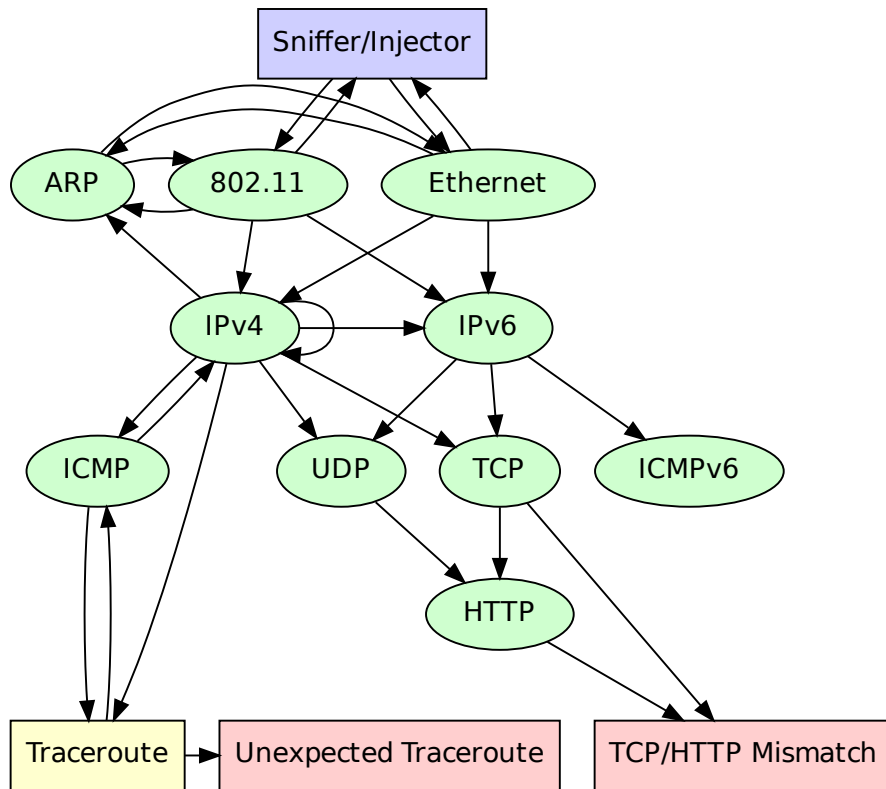 Sniffer/Injector
ARP
802.11
Ethernet
IPv4
IPv6
ICMP
UDP
TCP
ICMPv6
HTTP
Traceroute
Unexpected Traceroute
TCP/HTTP Mismatch